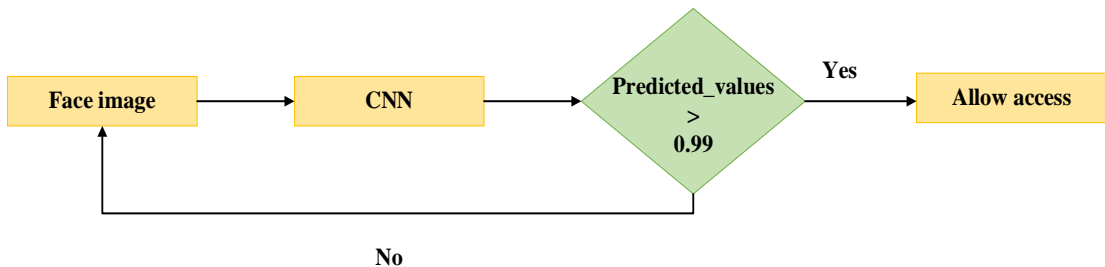 Face image
CNN
Predicted_values
>
0.99
Yes
Allow access
No